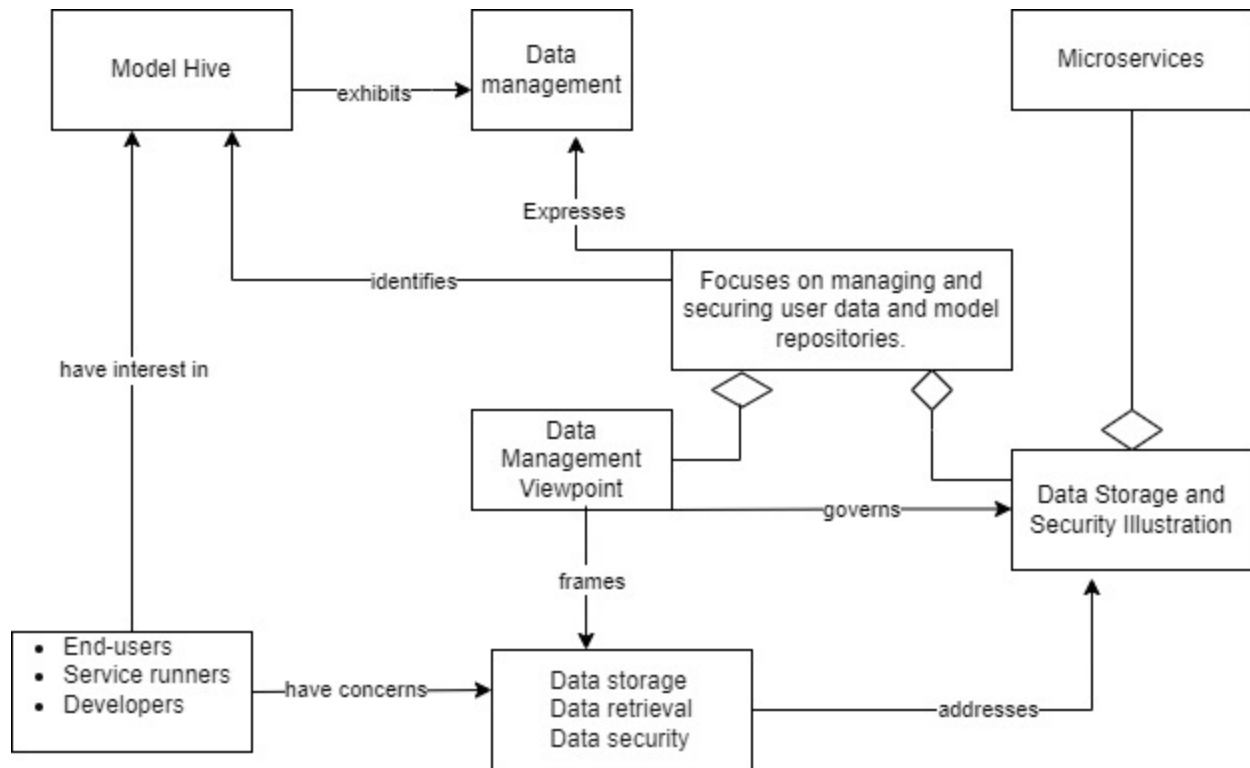 Model Hive
exhibits
Data
management
Microservices
Expresses
identifies
Focuses on managing and
securing user data and model
repositories.
have interest in
Data
Management
Viewpoint
governs
Data Storage and
Security Illustration
frames
• End-users
• Service runners
• Developers
have concerns
Data storage
Data retrieval
Data security
addresses